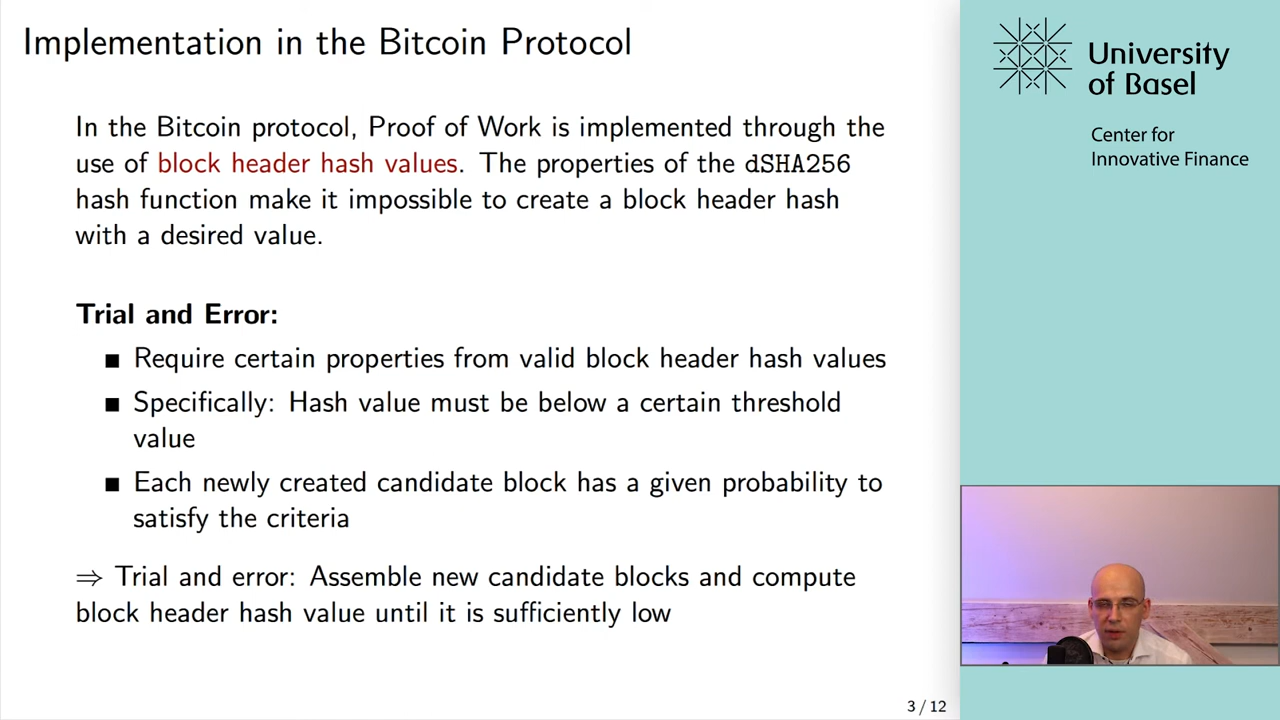 Implementation in the Bitcoin Protocol
In the Bitcoin protocol, Proof of Work is implemented through the
use of block header hash values. The properties of the dSHA256
hash function make it impossible to create a block header hash
with a desired value.
Trial and Error:
■ Require certain properties from valid block header hash values
■ Specifically: Hash value must be below a certain threshold
value
■ Each newly created candidate block has a given probability to
satisfy the criteria
⇒ Trial and error: Assemble new candidate blocks and compute
block header hash value until it is sufficiently low
3 / 12
University
of Basel
Center for
Innovative Finance